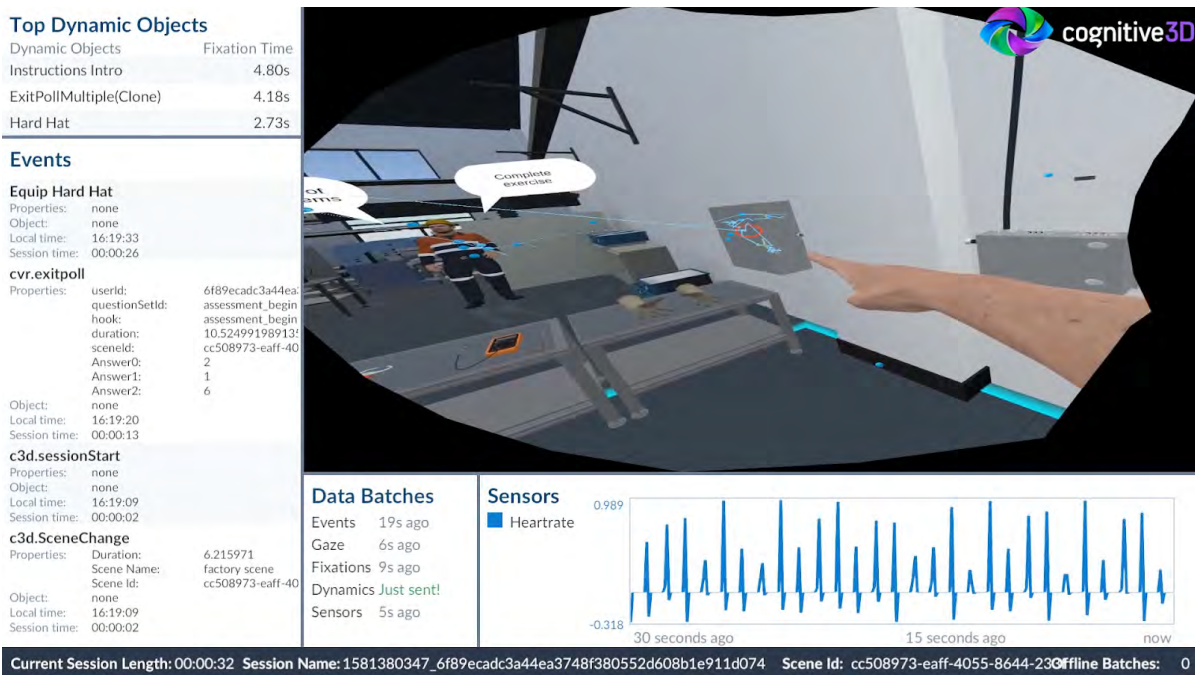 Top Dynamic Objects
Dynamic Objects Fixation Time
Instructions Intro 4.80s
ExitPollMultiple(Clone) 4.18s
Hard Hat 2.73s
Events
Equip Hard Hat
Properties: none
Object: none
Local time: 16:19:33
Session time: 00:00:26
cvr.exitpoll
Properties: userId: 6f89ecadc3a44ea
questionSetId: assessment_begin
hook: assessment_begin
duration: 10.52499198913
sceneId: cc508973-eaff-40
Answer0: 2
Answer1: 1
Answer2: 6
Object: none
Local time: 16:19:20
Session time: 00:00:13
c3d.sessionStart
Properties: none
Object: none
Local time: 16:19:09
Session time: 00:00:02
c3d.SceneChange
Properties: Duration: 6.215971
Scene Name: factory scene
Scene Id: cc508973-eaff-40
Object: none
Local time: 16:19:09
Session time: 00:00:02
cognitive3D
of
ems
Complete
exercise
Data Batches
Events 19s ago
Gaze 6s ago
Fixations 9s ago
Dynamics Just sent!
Sensors 5s ago
Sensors
Heartrate
0.989
-0.318
30 seconds ago 15 seconds ago now
Current Session Length: 00:00:32 Session Name: 1581380347_6f89ecadc3a44ea3748f380552d608b1e911d074 Scene Id: cc508973-eaff-4055-8644-23 Offline Batches: 0